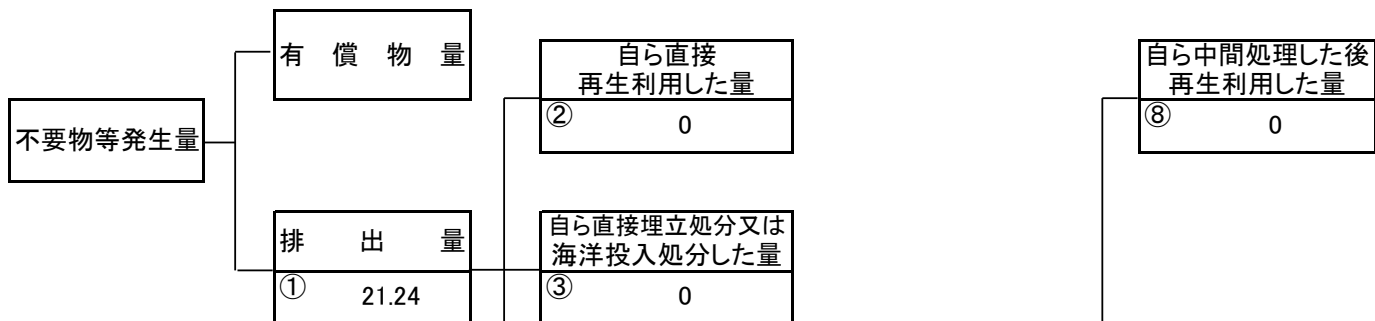 有償物量
自ら直接
再生利用した量
② 0
自ら中間処理した後
再生利用した量
⑧ 0
不要物等発生量
排出量
① 21.24
自ら直接埋立処分又は
海洋投入処分した量
③ 0